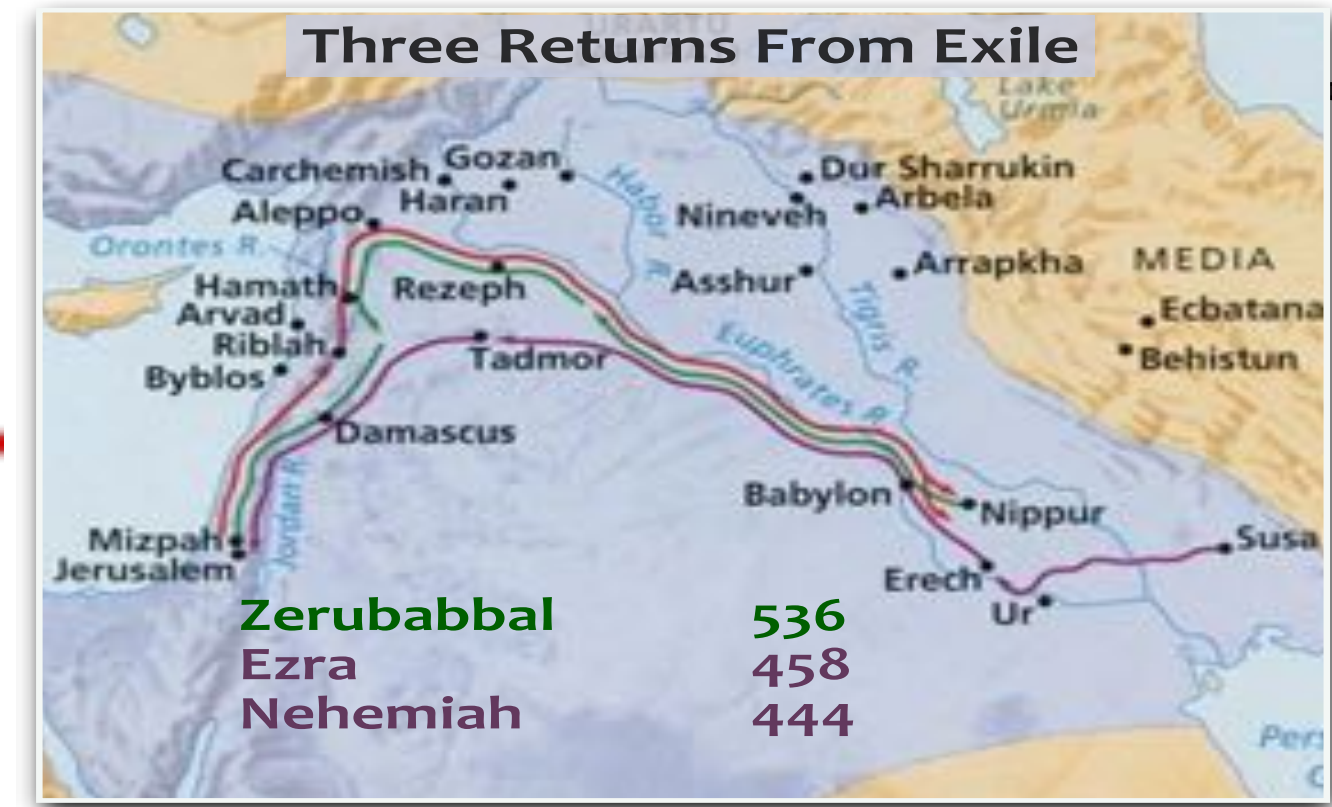 URARTU
Three Returns From Exile
Lake
Urmia
Carchemish
Gozan
Haran
Habor R.
Dur Sharrukin
Nineveh
Arbela
Aleppo
Orontes R.
Rezeph
Asshur
Arrapkha
MEDIA
Hamath
Arvad
Riblah
Byblos
Tadmor
Tigris R.
Euphrates R.
Ecbatana
Behistun
Damascus
Jordan R.
Babylon
Nippur
Mizpah
Jerusalem
Susa
Erech
Ur
Zerubabbal 536
Ezra 458
Nehemiah 444